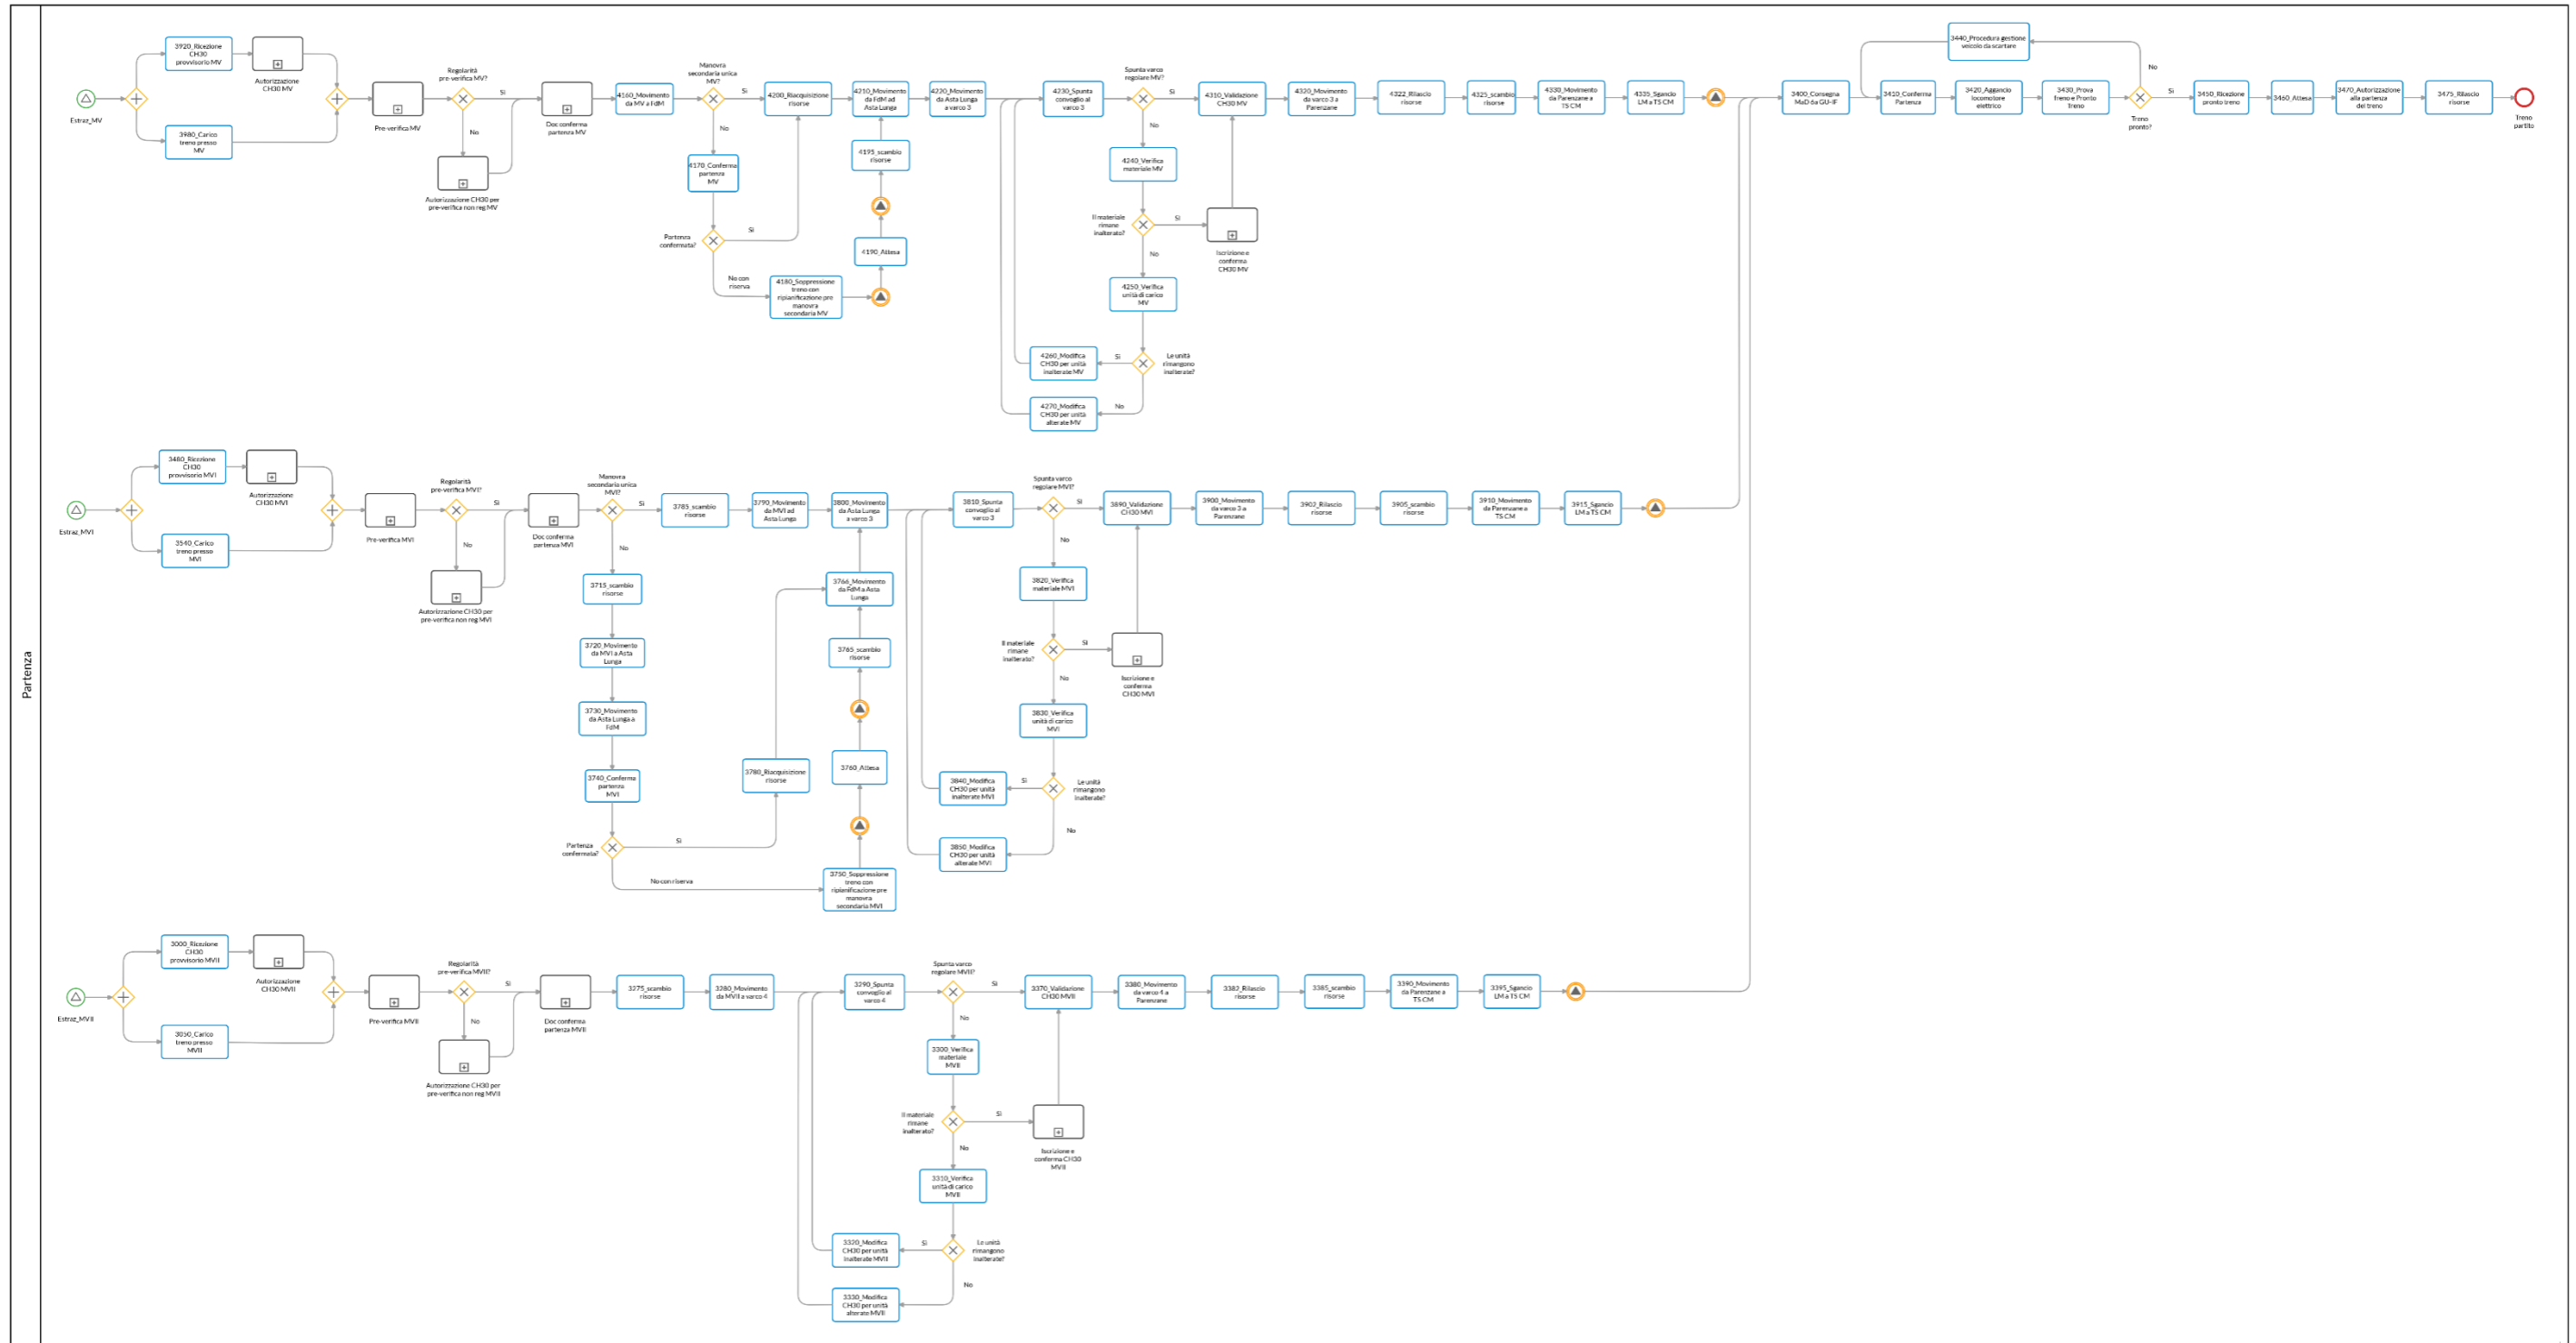 Partenza
3920_Ricezione
CH30
provvisorio MV
Autorizzazione
CH30 MV
Estraz_MV
3980_Carico
treno presso
MV
Pre-verifica MV
Regolarità
pre-verifica MV?
Si
No
Autorizzazione CH30 per
pre-verifica non reg MV
Doc conferma
partenza MV
4160_Movimento
da MV a FdM
Manovra
secondaria unica
MV?
Si
No
4170_Conferma
partenza
MV
Partenza
confermata?
Si
No con
riserva
4180_Soppressione
treno con
ripianificazione pre
manovra
secondaria MV
4190_Attesa
4195_scambio
risorse
4200_Riacquisizione
risorse
4210_Movimento
da FdM ad
Asta Lunga
4220_Movimento
da Asta Lunga
a varco 3
4230_Spunta
convoglio al
varco 3
Spunta varco
regolare MV?
Si
No
4240_Verifica
materiale MV
Il materiale
rimane
inalterato?
Si
No
Iscrizione e
conferma
CH30 MV
4250_Verifica
unità di carico
MV
Le unità
rimangono
inalterate?
Si
No
4260_Modifica
CH30 per unità
inalterate MV
4270_Modifica
CH30 per unità
alterate MV
4310_Validazione
CH30 MV
4320_Movimento
da varco 3 a
Parenzane
4322_Rilascio
risorse
4325_scambio
risorse
4330_Movimento
da Parenzane a
TS CM
4335_Sgancio
LM a TS CM
3400_Consegna
MaD da GU-IF
3410_Conferma
Partenza
3420_Aggancio
locomotore
elettrico
3430_Prova
freno e Pronto
Treno
3440_Procedura gestione
veicolo da scartare
Treno
pronto?
No
Si
3450_Ricezione
pronto treno
3460_Attesa
3470_Autorizzazione
alla partenza
del treno
3475_Rilascio
risorse
Treno
partito
3480_Ricezione
CH30
provvisorio MVI
Autorizzazione
CH30 MVI
Estraz_MVI
3540_Carico
treno presso
MVI
Pre-verifica MVI
Regolarità
pre-verifica MVI?
Si
No
Autorizzazione CH30 per
pre-verifica non reg MVI
Doc conferma
partenza MVI
Manovra
secondaria unica
MVI?
Si
No
3715_scambio
risorse
3720_Movimento
da MVI a Asta
Lunga
3730_Movimento
da Asta Lunga a
FdM
3740_Conferma
partenza
MVI
Partenza
confermata?
Si
No con riserva
3750_Soppressione
treno con
ripianificazione pre
manovra
secondaria MVI
3760_Attesa
3765_scambio
risorse
3766_Movimento
da FdM a Asta
Lunga
3780_Riacquisizione
risorse
3785_scambio
risorse
3790_Movimento
da MVI ad
Asta Lunga
3800_Movimento
da Asta Lunga
a varco 3
3810_Spunta
convoglio al
varco 3
Spunta varco
regolare MVI?
Si
No
3820_Verifica
materiale MVI
Il materiale
rimane
inalterato?
Si
No
Iscrizione e
conferma
CH30 MVI
3830_Verifica
unità di carico
MVI
Le unità
rimangono
inalterate?
Si
No
3840_Modifica
CH30 per unità
inalterate MVI
3850_Modifica
CH30 per unità
alterate MVI
3890_Validazione
CH30 MVI
3900_Movimento
da varco 3 a
Parenzane
3902_Rilascio
risorse
3905_scambio
risorse
3910_Movimento
da Parenzane a
TS CM
3915_Sgancio
LM a TS CM
3000_Ricezione
CH30
provvisorio MVII
Autorizzazione
CH30 MVII
Estraz_MVII
3050_Carico
treno presso
MVII
Pre-verifica MVII
Regolarità
pre-verifica MVII?
Si
No
Autorizzazione CH30 per
pre-verifica non reg MVII
Doc conferma
partenza MVII
3275_scambio
risorse
3280_Movimento
da MVII a varco 4
3290_Spunta
convoglio al
varco 4
Spunta varco
regolare MVII?
Si
No
3300_Verifica
materiale
MVII
Il materiale
rimane
inalterato?
Si
No
Iscrizione e
conferma CH30
MVII
3310_Verifica
unità di carico
MVII
Le unità
rimangono
inalterate?
Si
No
3320_Modifica
CH30 per unità
inalterate MVII
3330_Modifica
CH30 per unità
alterate MVII
3370_Validazione
CH30 MVII
3380_Movimento
da varco 4 a
Parenzane
3382_Rilascio
risorse
3385_scambio
risorse
3390_Movimento
da Parenzane a
TS CM
3395_Sgancio
LM a TS CM